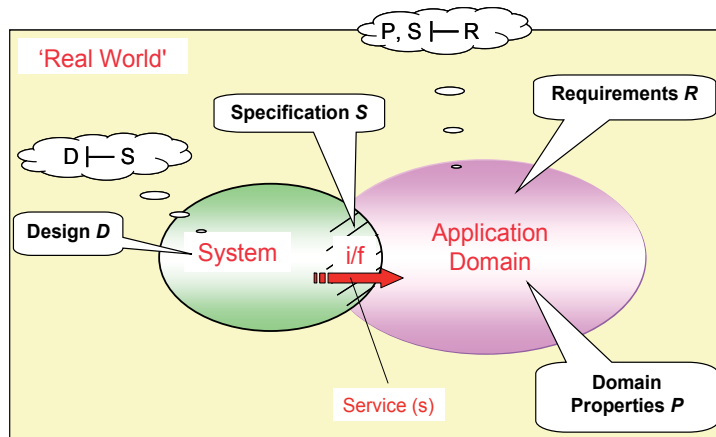 P, S ⊢ R
'Real World'
Specification S
Requirements R
D ⊢ S
Design D
System
i/f
Application
Domain
Service (s)
Domain
Properties P